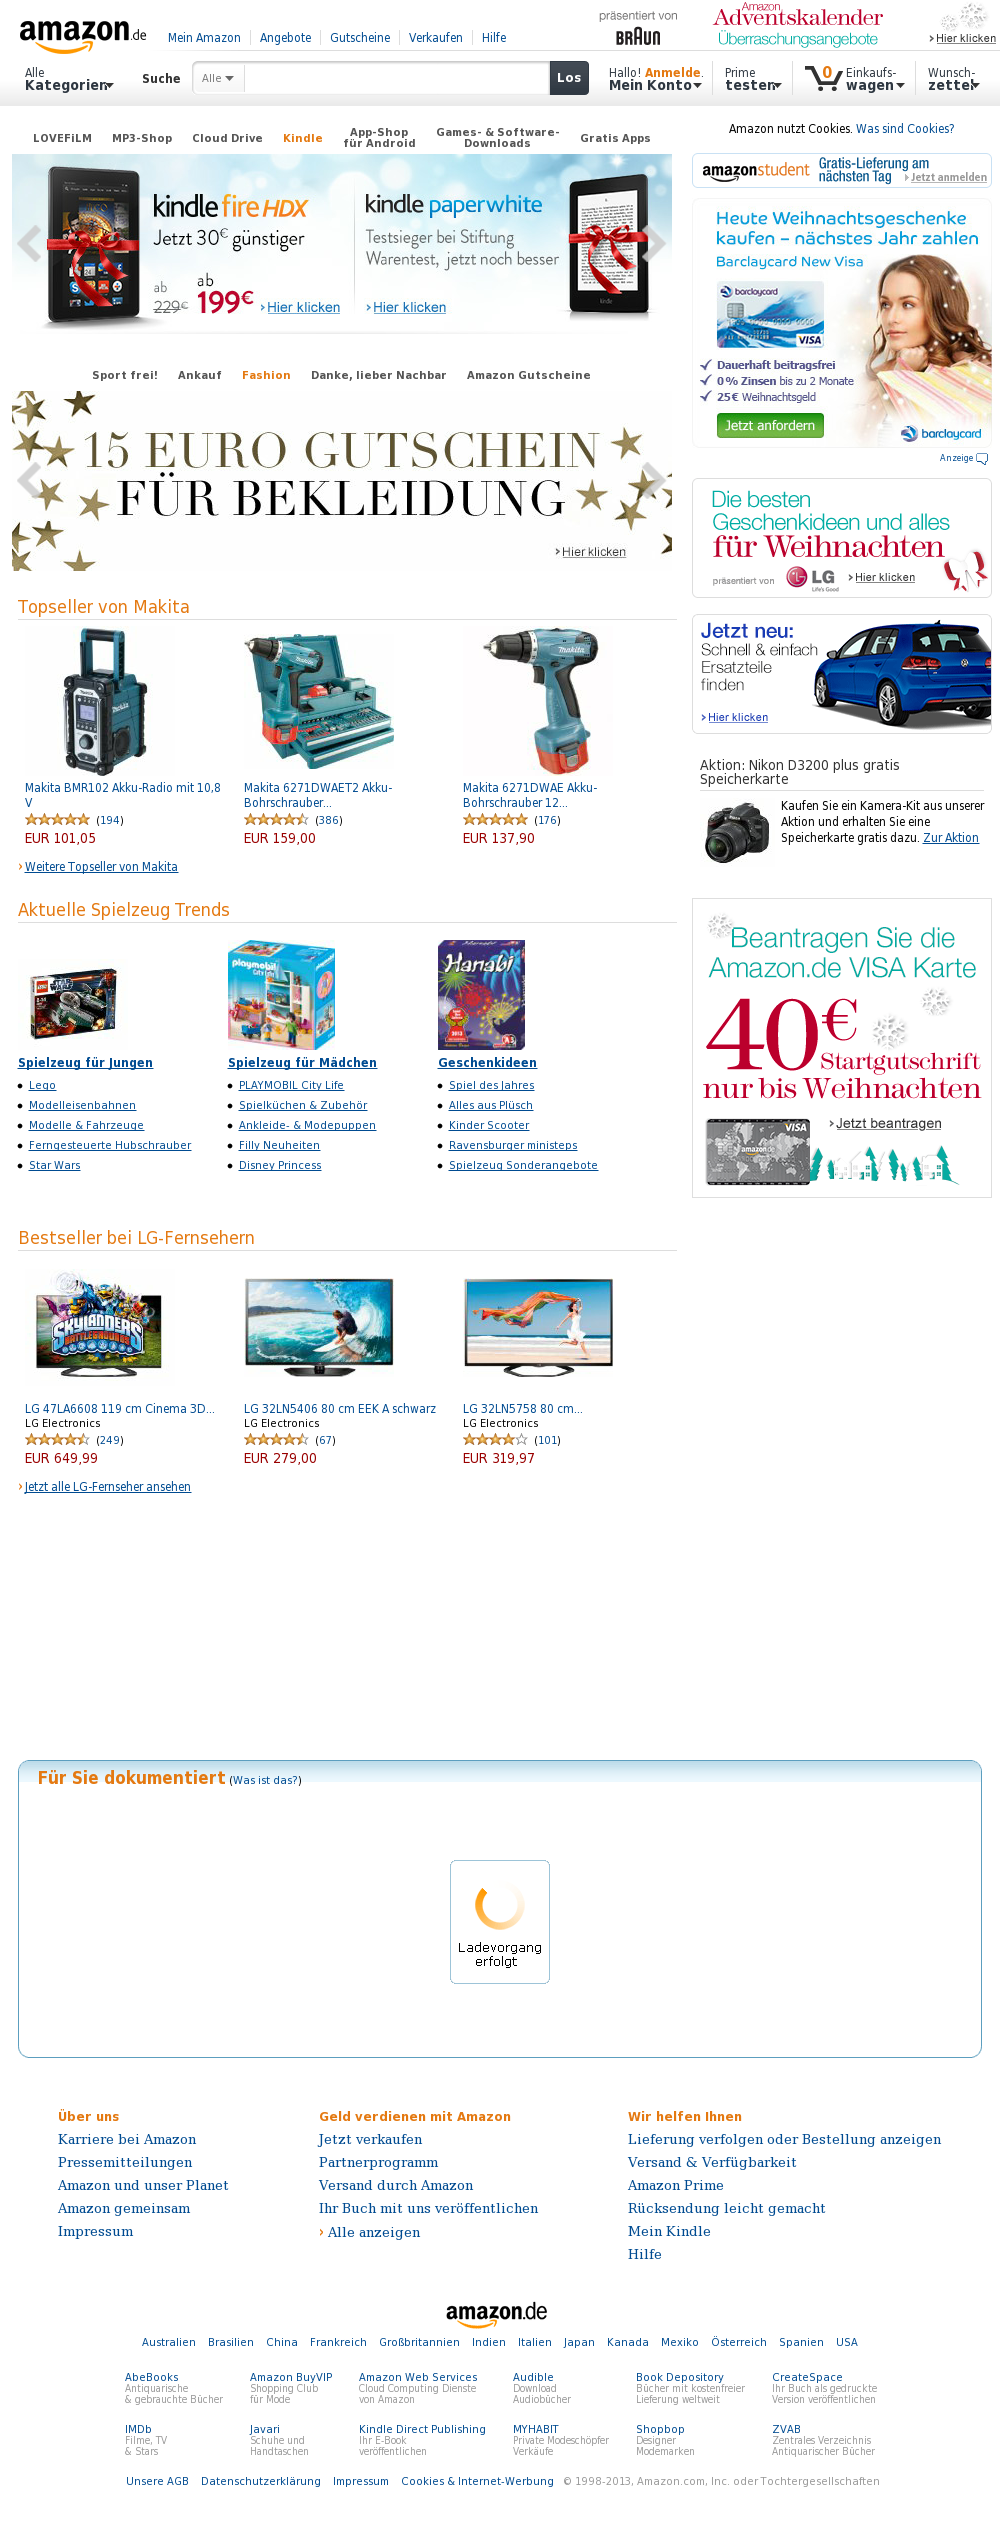 amazon.de
Mein Amazon Angebote Gutscheine Verkaufen Hilfe
präsentiert von
BRAUN
Amazon
Adventskalender
Überraschungsangebote
Hier klicken
Alle
Kategorien
Suche
Alle
Los
Hallo! Anmelde.
Mein Konto
Prime
testen
0
Einkaufs-
wagen
Wunsch-
zettel
LOVEFiLM MP3-Shop Cloud Drive Kindle App-Shop für Android Games- & Software-Downloads Gratis Apps
kindle fire HDX
Jetzt 30€ günstiger
ab
229€
ab
199€
Hier klicken
kindle paperwhite
Testsieger bei Stiftung
Warentest, jetzt noch besser
Hier klicken
Sport frei! Ankauf Fashion Danke, lieber Nachbar Amazon Gutscheine
15 EURO GUTSCHEIN
FÜR BEKLEIDUNG
Hier klicken
Amazon nutzt Cookies. Was sind Cookies?
amazonstudent
Gratis-Lieferung am
nächsten Tag
Jetzt anmelden
Heute Weihnachtsgeschenke
kaufen – nächstes Jahr zahlen
Barclaycard New Visa
barclaycard
VISA
Dauerhaft beitragsfrei
0% Zinsen bis zu 2 Monate
25€ Weihnachtsgeld
Jetzt anfordern
barclaycard
Anzeige
Die besten
Geschenkideen und alles
für Weihnachten
präsentiert von
LG
Life's Good
Hier klicken
Jetzt neu:
Schnell & einfach
Ersatzteile
finden
Hier klicken
Aktion: Nikon D3200 plus gratis
Speicherkarte
Kaufen Sie ein Kamera-Kit aus unserer
Aktion und erhalten Sie eine
Speicherkarte gratis dazu. Zur Aktion
Beantragen Sie die
Amazon.de VISA Karte
40€
Startgutschrift
nur bis Weihnachten
Jetzt beantragen
VISA
amazon.de
Topseller von Makita
Makita BMR102 Akku-Radio mit 10,8
V
(194)
EUR 101,05
Makita 6271DWAET2 Akku-
Bohrschrauber...
(386)
EUR 159,00
Makita 6271DWAE Akku-
Bohrschrauber 12...
(176)
EUR 137,90
› Weitere Topseller von Makita
Aktuelle Spielzeug Trends
playmobil
Hanabi
Spielzeug für Jungen
Lego
Modelleisenbahnen
Modelle & Fahrzeuge
Ferngesteuerte Hubschrauber
Star Wars
Spielzeug für Mädchen
PLAYMOBIL City Life
Spielküchen & Zubehör
Ankleide- & Modepuppen
Filly Neuheiten
Disney Princess
Geschenkideen
Spiel des Jahres
Alles aus Plüsch
Kinder Scooter
Ravensburger ministeps
Spielzeug Sonderangebote
Bestseller bei LG-Fernsehern
SKYLANDERS
BATTLEGROUNDS
LG 47LA6608 119 cm Cinema 3D...
LG Electronics
(249)
EUR 649,99
LG 32LN5406 80 cm EEK A schwarz
LG Electronics
(67)
EUR 279,00
LG 32LN5758 80 cm...
LG Electronics
(101)
EUR 319,97
› Jetzt alle LG-Fernseher ansehen
Für Sie dokumentiert (Was ist das?)
Ladevorgang
erfolgt
Über uns
Karriere bei Amazon
Pressemitteilungen
Amazon und unser Planet
Amazon gemeinsam
Impressum
Geld verdienen mit Amazon
Jetzt verkaufen
Partnerprogramm
Versand durch Amazon
Ihr Buch mit uns veröffentlichen
› Alle anzeigen
Wir helfen Ihnen
Lieferung verfolgen oder Bestellung anzeigen
Versand & Verfügbarkeit
Amazon Prime
Rücksendung leicht gemacht
Mein Kindle
Hilfe
amazon.de
Australien Brasilien China Frankreich Großbritannien Indien Italien Japan Kanada Mexiko Österreich Spanien USA
AbeBooks
Antiquarische
& gebrauchte Bücher
Amazon BuyVIP
Shopping Club
für Mode
Amazon Web Services
Cloud Computing Dienste
von Amazon
Audible
Download
Audiobücher
Book Depository
Bücher mit kostenfreier
Lieferung weltweit
CreateSpace
Ihr Buch als gedruckte
Version veröffentlichen
IMDb
Filme, TV
& Stars
Javari
Schuhe und
Handtaschen
Kindle Direct Publishing
Ihr E-Book
veröffentlichen
MYHABIT
Private Modeschöpfer
Verkäufe
Shopbop
Designer
Modemarken
ZVAB
Zentrales Verzeichnis
Antiquarischer Bücher
Unsere AGB Datenschutzerklärung Impressum Cookies & Internet-Werbung © 1998-2013, Amazon.com, Inc. oder Tochtergesellschaften